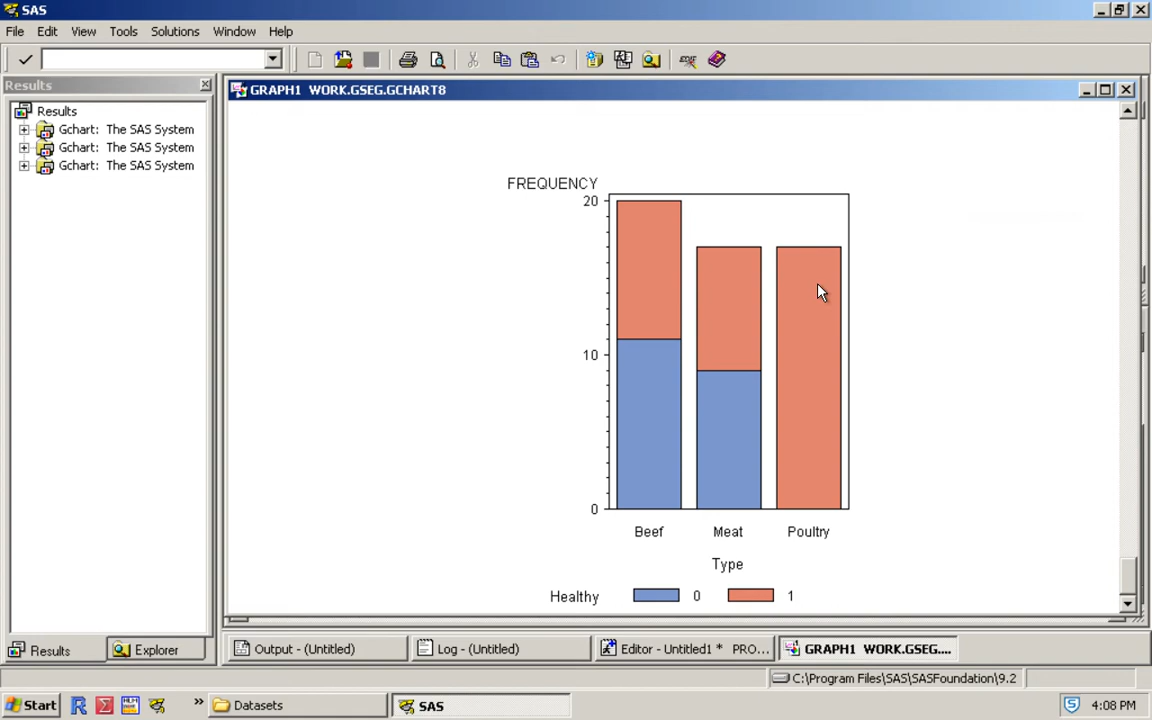 SAS
File Edit View Tools Solutions Window Help
Results
GRAPH1 WORK.GSEG.GCHART8
Results
Gchart: The SAS System
Gchart: The SAS System
Gchart: The SAS System
FREQUENCY
20
10
0
Beef Meat Poultry
Type
Healthy 0 1
Results Explorer
Output - (Untitled) Log - (Untitled) Editor - Untitled1 * PRO... GRAPH1 WORK.GSEG....
C:\Program Files\SAS\SASFoundation\9.2
Start R Σ » Datasets SAS 4:08 PM